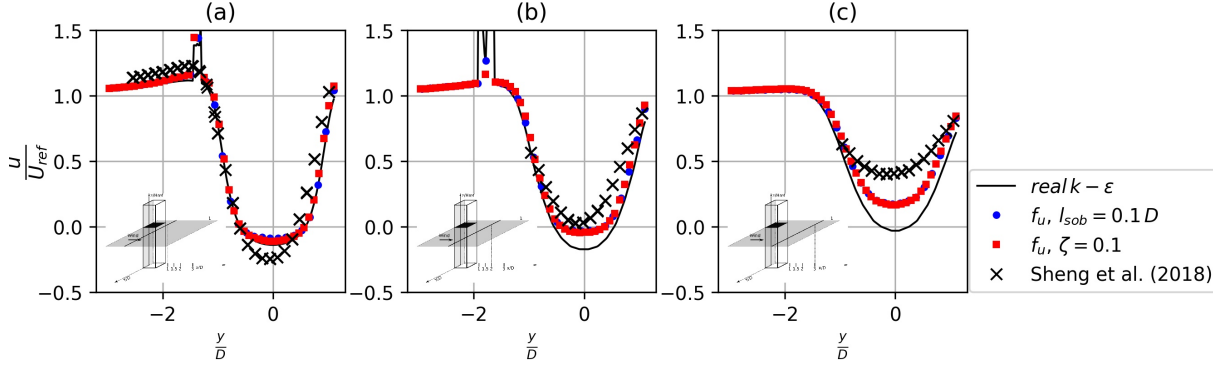 (a) (b) (c)
1.5 1.5 1.5
1.0 1.0 1.0
u/U_ref
0.5 0.5 0.5
0.0 0.0 0.0
−0.5 −0.5 −0.5
−2 0 −2 0 −2 0
y/D y/D y/D
real k − ε
f_u, l_sob = 0.1 D
f_u, ζ = 0.1
Sheng et al. (2018)